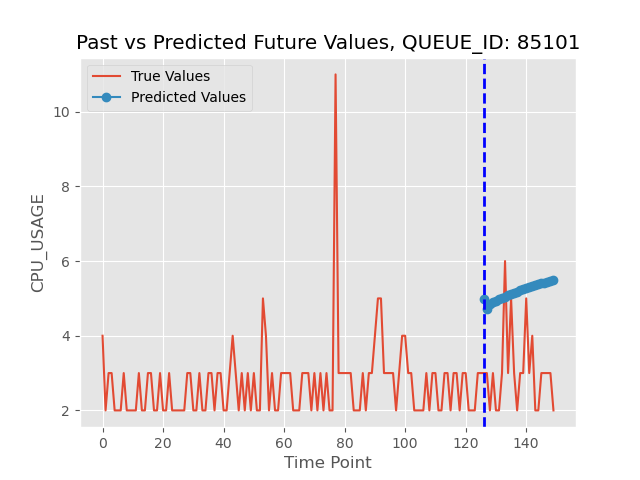 Past vs Predicted Future Values, QUEUE_ID: 85101
True Values
Predicted Values
CPU_USAGE
10
8
6
4
2
0 20 40 60 80 100 120 140
Time Point